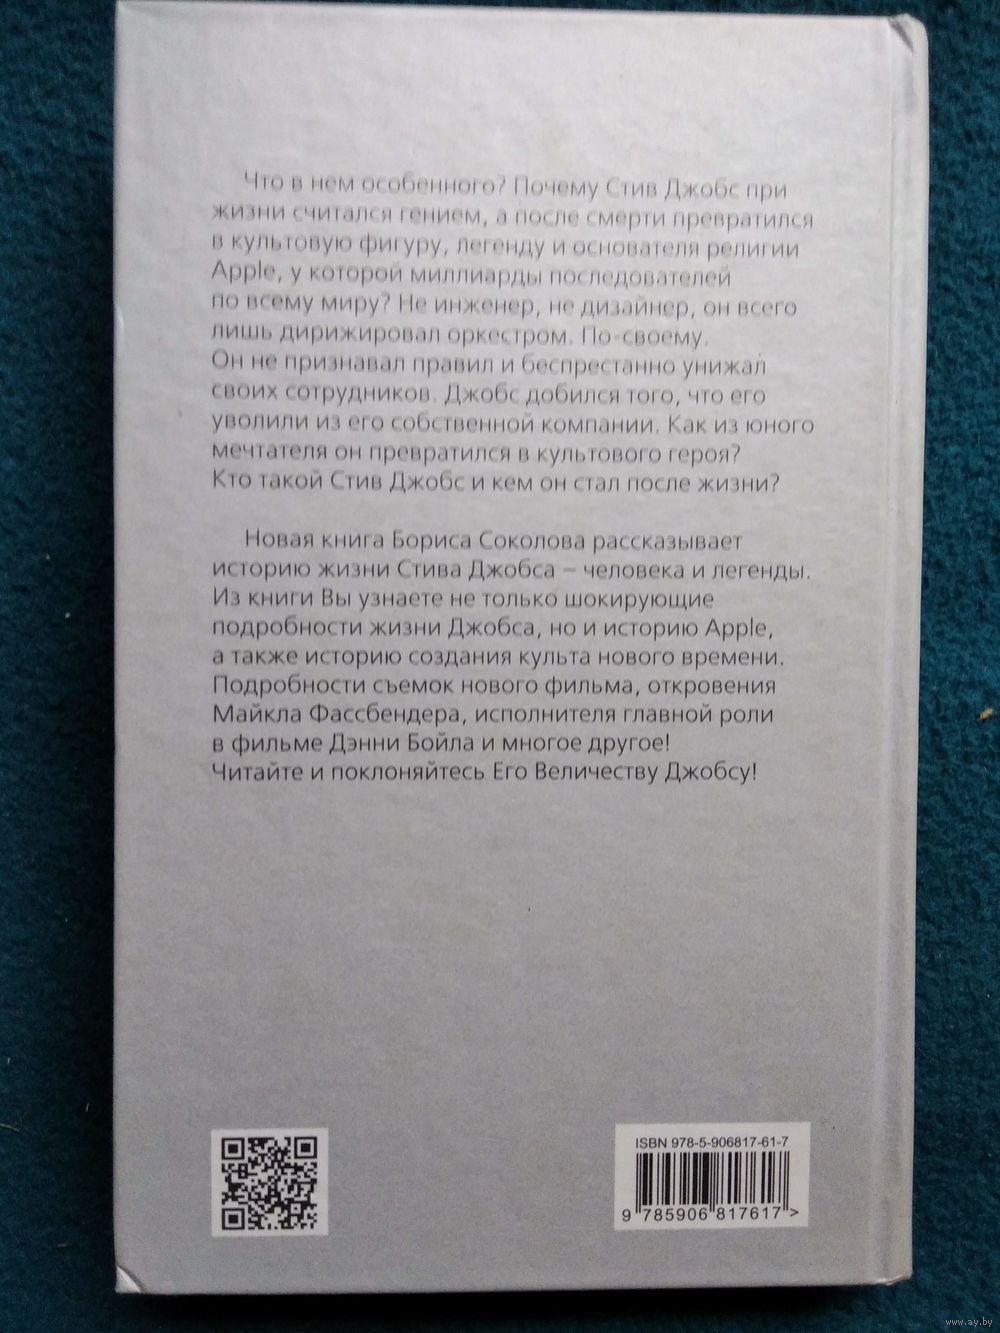 Что в нем особенного? Почему Стив Джобс при
жизни считался гением, а после смерти превратился
в культовую фигуру, легенду и основателя религии
Apple, у которой миллиарды последователей
по всему миру? Не инженер, не дизайнер, он всего
лишь дирижировал оркестром. По-своему.
Он не признавал правил и беспрестанно унижал
своих сотрудников. Джобс добился того, что его
уволили из его собственной компании. Как из юного
мечтателя он превратился в культового героя?
Кто такой Стив Джобс и кем он стал после жизни?
Новая книга Бориса Соколова рассказывает
историю жизни Стива Джобса – человека и легенды.
Из книги Вы узнаете не только шокирующие
подробности жизни Джобса, но и историю Apple,
а также историю создания культа нового времени.
Подробности съемок нового фильма, откровения
Майкла Фассбендера, исполнителя главной роли
в фильме Дэнни Бойла и многое другое!
Читайте и поклоняйтесь Его Величеству Джобсу!
ISBN 978-5-906817-61-7
9 785906 817617 >
www.ay.by